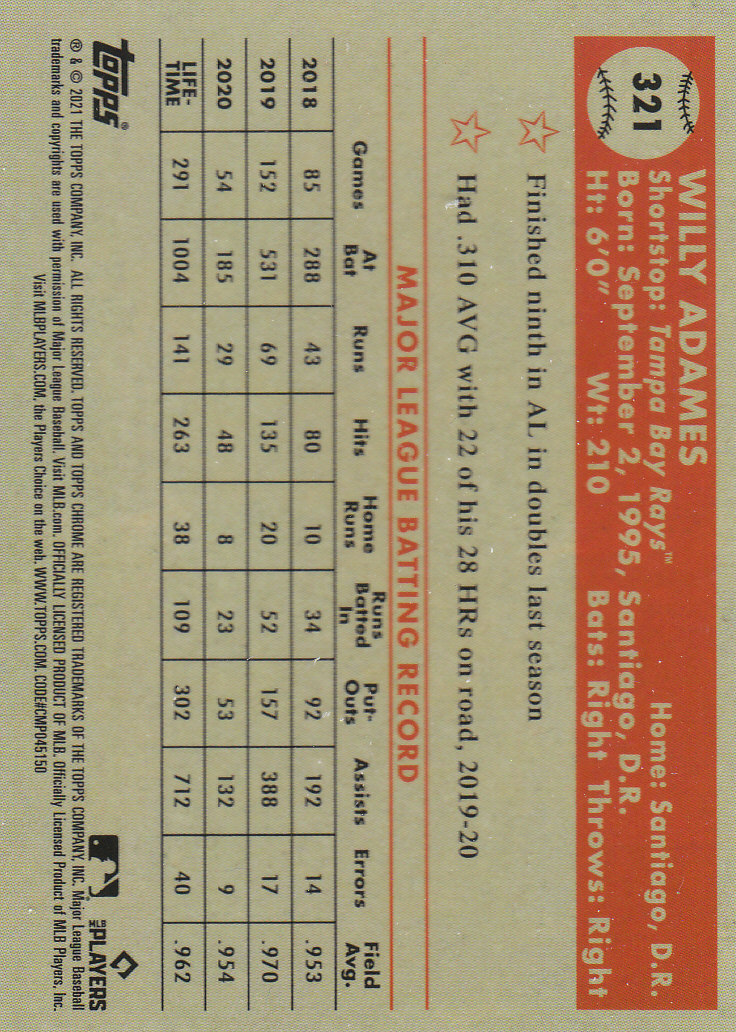 321
WILLY ADAMES
Shortstop: Tampa Bay Rays™ Home: Santiago, D.R.
Born: September 2, 1995, Santiago, D.R.
Ht: 6'0" Wt: 210 Bats: Right Throws: Right
Finished ninth in AL in doubles last season
Had .310 AVG with 22 of his 28 HRs on road, 2019-20
MAJOR LEAGUE BATTING RECORD
Games At Bat Runs Hits Home Runs Runs Batted In Put-Outs Assists Errors Field Avg.
2018 85 288 43 80 10 34 92 192 14 .953
2019 152 531 69 135 20 52 157 388 17 .970
2020 54 185 29 48 8 23 53 132 9 .954
LIFE-TIME 291 1004 141 263 38 109 302 712 40 .962
topps®
MLB PLAYERS
® & © 2021 THE TOPPS COMPANY, INC. ALL RIGHTS RESERVED. TOPPS AND TOPPS CHROME ARE REGISTERED TRADEMARKS OF THE TOPPS COMPANY, INC. Major League Baseball
trademarks and copyrights are used with permission of Major League Baseball. Visit MLB.com. OFFICIALLY LICENSED PRODUCT OF MLB. Officially Licensed Product of MLB Players, Inc.
Visit MLBPLAYERS.COM, the Players Choice on the web. WWW.TOPPS.COM. CODE#CMP045150